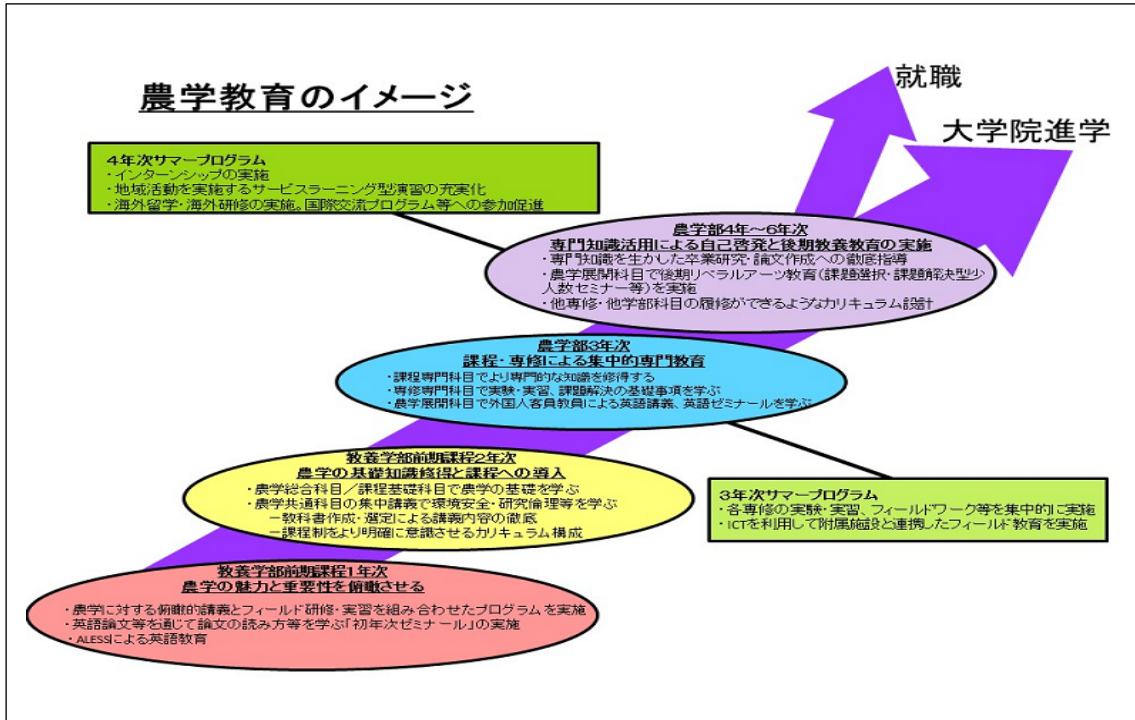 農学教育のイメージ
就職
大学院進学
4年次サマープログラム
・インターンシップの実施
・地域活動を実施するサービスラーニング型演習の充実化
・海外留学・海外研修の実施。国際交流プログラム等への参加促進
農学部4年～6年次
専門知識活用による自己啓発と後期教養教育の実施
・専門知識を生かした卒業研究・論文作成への徹底指導
・農学展開科目で後期リベラルアーツ教育(課題選択・課題解決型少
人数セミナー等)を実施
・他専修・他学部科目の履修ができるようなカリキュラム設計
農学部3年次
課程・専修による集中的専門教育
・課程専門科目でより専門的な知識を修得する
・専修専門科目で実験・実習、課題解決の基礎事項を学ぶ
・農学展開科目で外国人客員教員による英語講義、英語ゼミナールを学ぶ
教養学部前期課程2年次
農学の基礎知識修得と課程への導入
・農学総合科目/課程基礎科目で農学の基礎を学ぶ
・農学共通科目の集中講義で環境安全・研究倫理等を学ぶ
－教科書作成・選定による講義内容の徹底
－課程制をより明確に意識させるカリキュラム構成
3年次サマープログラム
・各専修の実験・実習、フィールドワーク等を集中的に実施
・ICTを利用して附属施設と連携したフィールド教育を実施
教養学部前期課程1年次
農学の魅力と重要性を俯瞰させる
・農学に対する俯瞰的講義とフィールド研修・実習を組み合わせたプログラムを実施
・英語論文等を通じて論文の読み方等を学ぶ「初年次ゼミナール」の実施
・ALESSによる英語教育